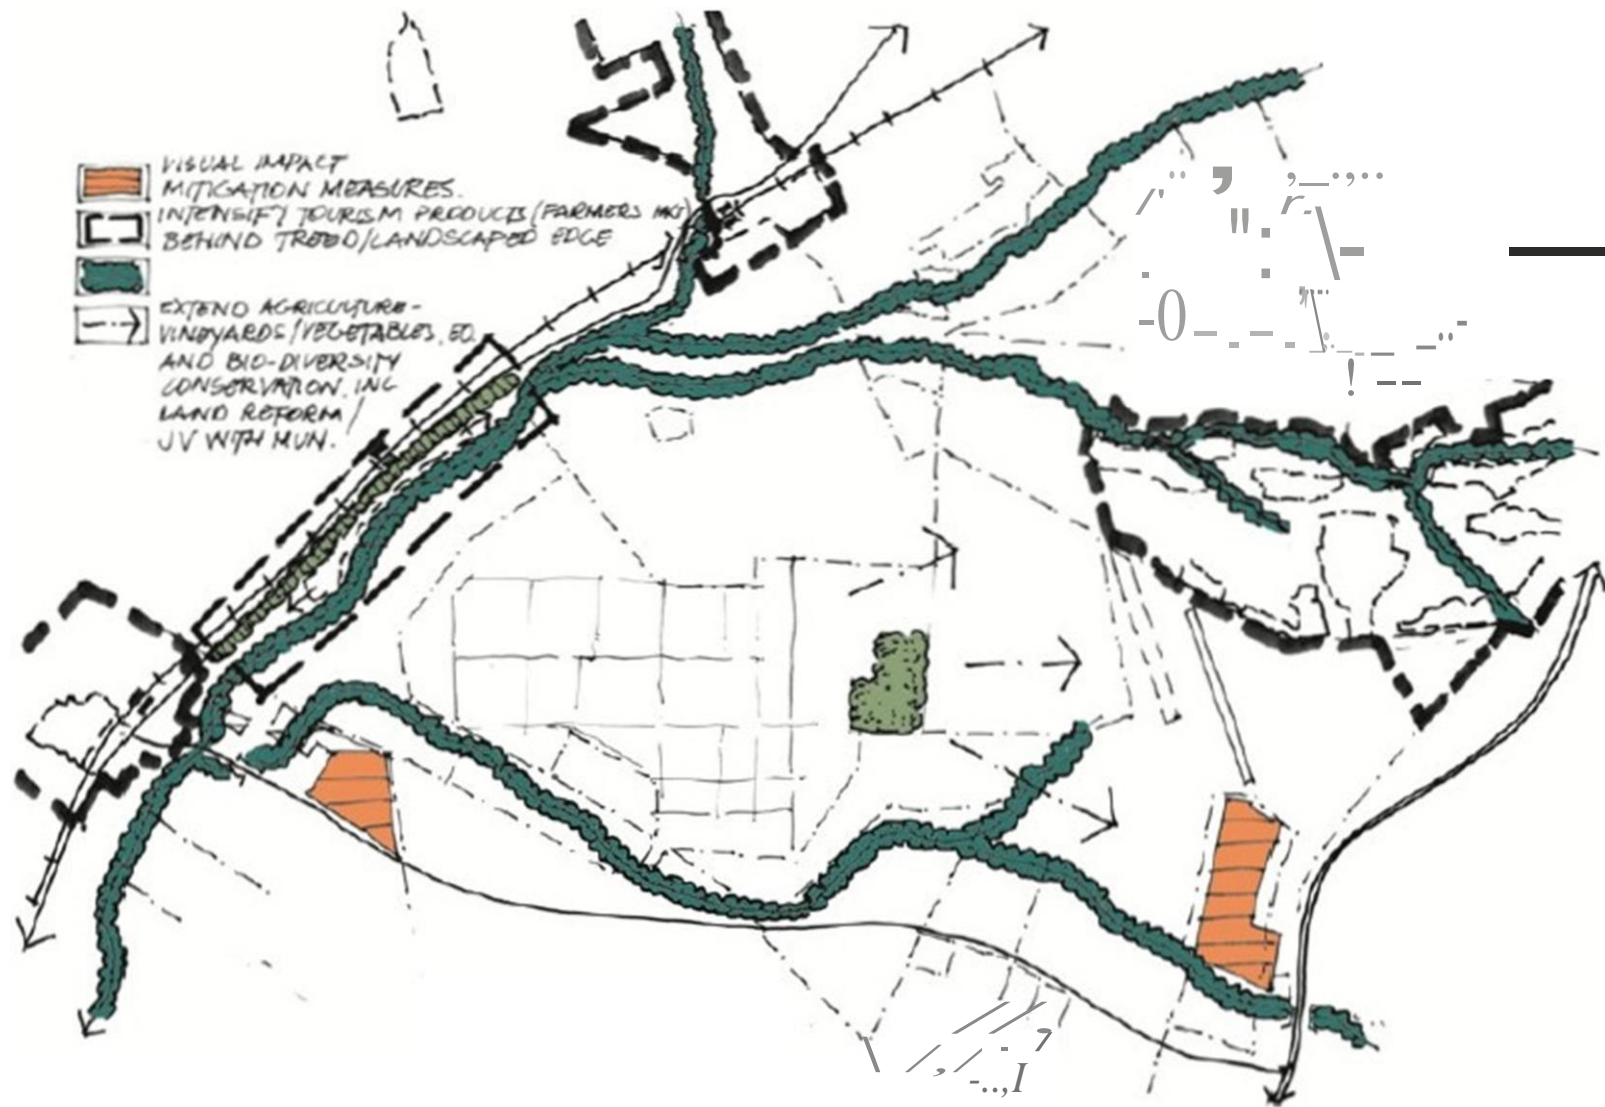 VISUAL IMPACT
MITIGATION MEASURES.
INTENSIFY TOURISM PRODUCTS (FARMERS MKT)
BEHIND TREED/LANDSCAPED EDGE
EXTEND AGRICULTURE-
VINEYARDS/VEGETABLES,
AND BIO-DIVERSITY
CONSERVATION, INC
LAND REFORM/
JV WITH MUN.